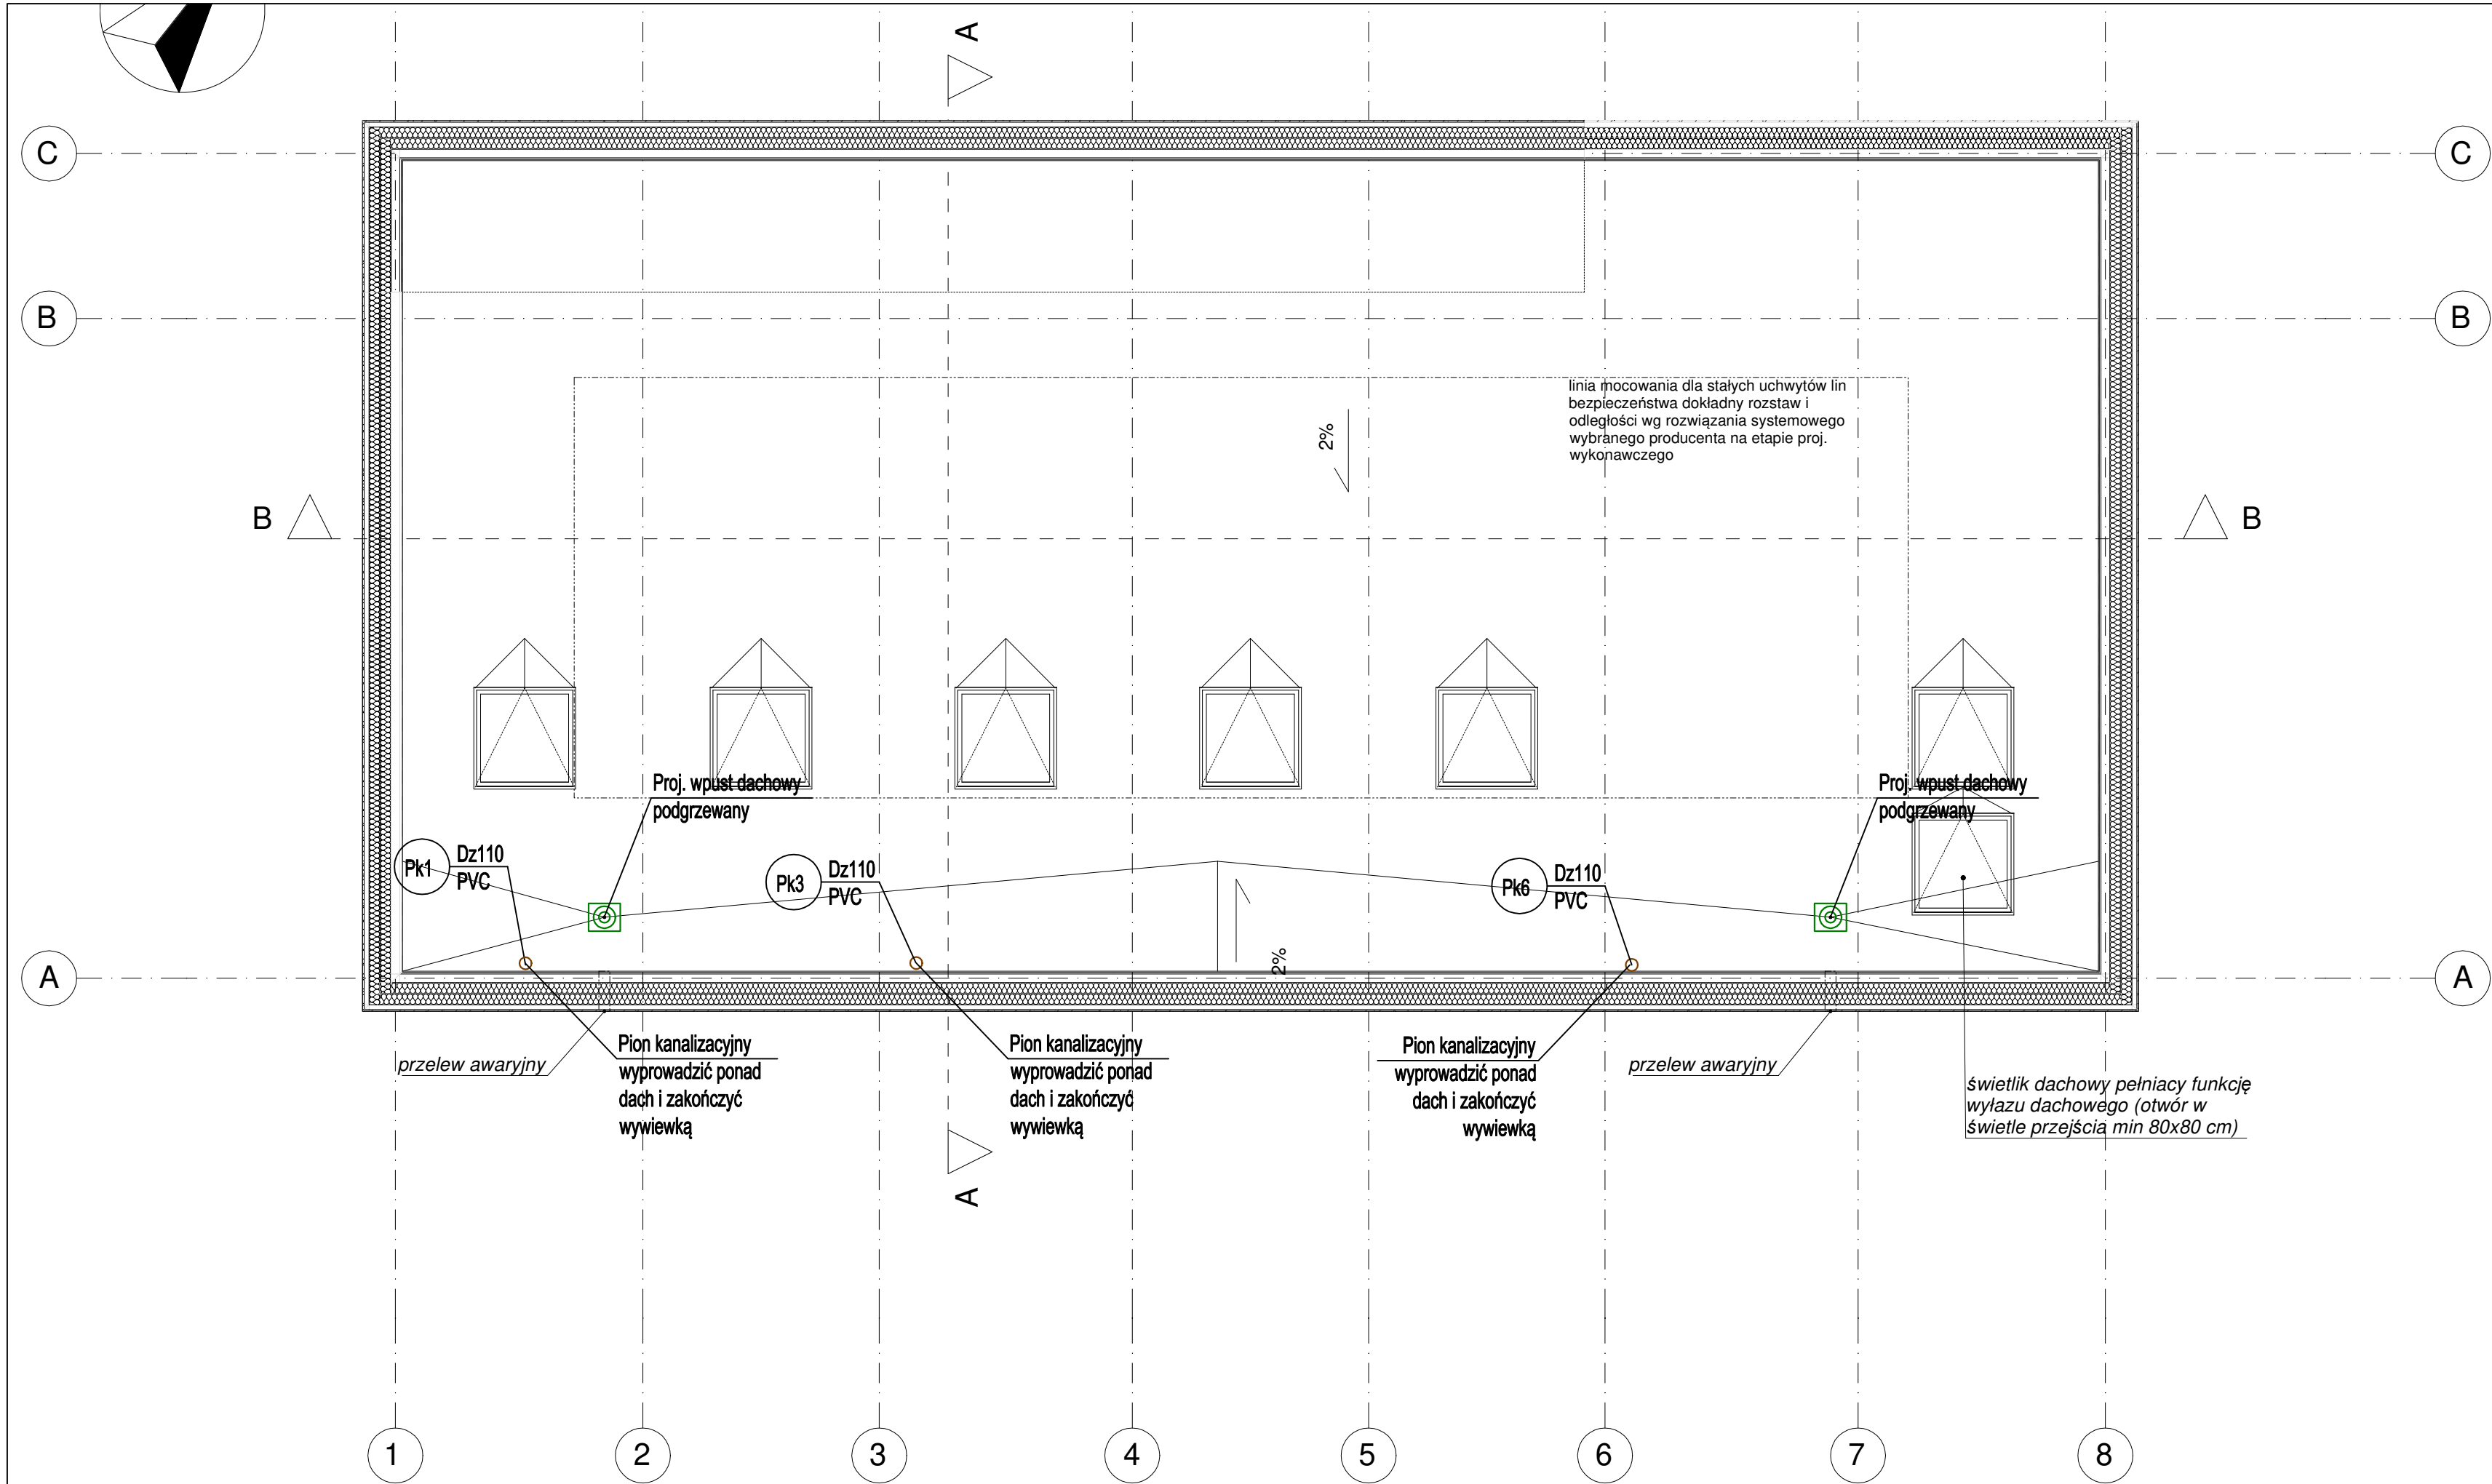 A
C
C
B
B
linia mocowania dla stałych uchwytów lin
bezpieczeństwa dokładny rozstaw i
odległości wg rozwiązania systemowego
wybranego producenta na etapie proj.
wykonawczego
2%
B
B
Proj. wpust dachowy
podgrzewany
Proj. wpust dachowy
podgrzewany
Pk1
Dz110
PVC
Pk3
Dz110
PVC
Pk6
Dz110
PVC
2%
A
A
przelew awaryjny
Pion kanalizacyjny
wyprowadzić ponad
dach i zakończyć
wywiewką
Pion kanalizacyjny
wyprowadzić ponad
dach i zakończyć
wywiewką
Pion kanalizacyjny
wyprowadzić ponad
dach i zakończyć
wywiewką
przelew awaryjny
świetlik dachowy pełniacy funkcję
wyłazu dachowego (otwór w
świetle przejścia min 80x80 cm)
A
1
2
3
4
5
6
7
8